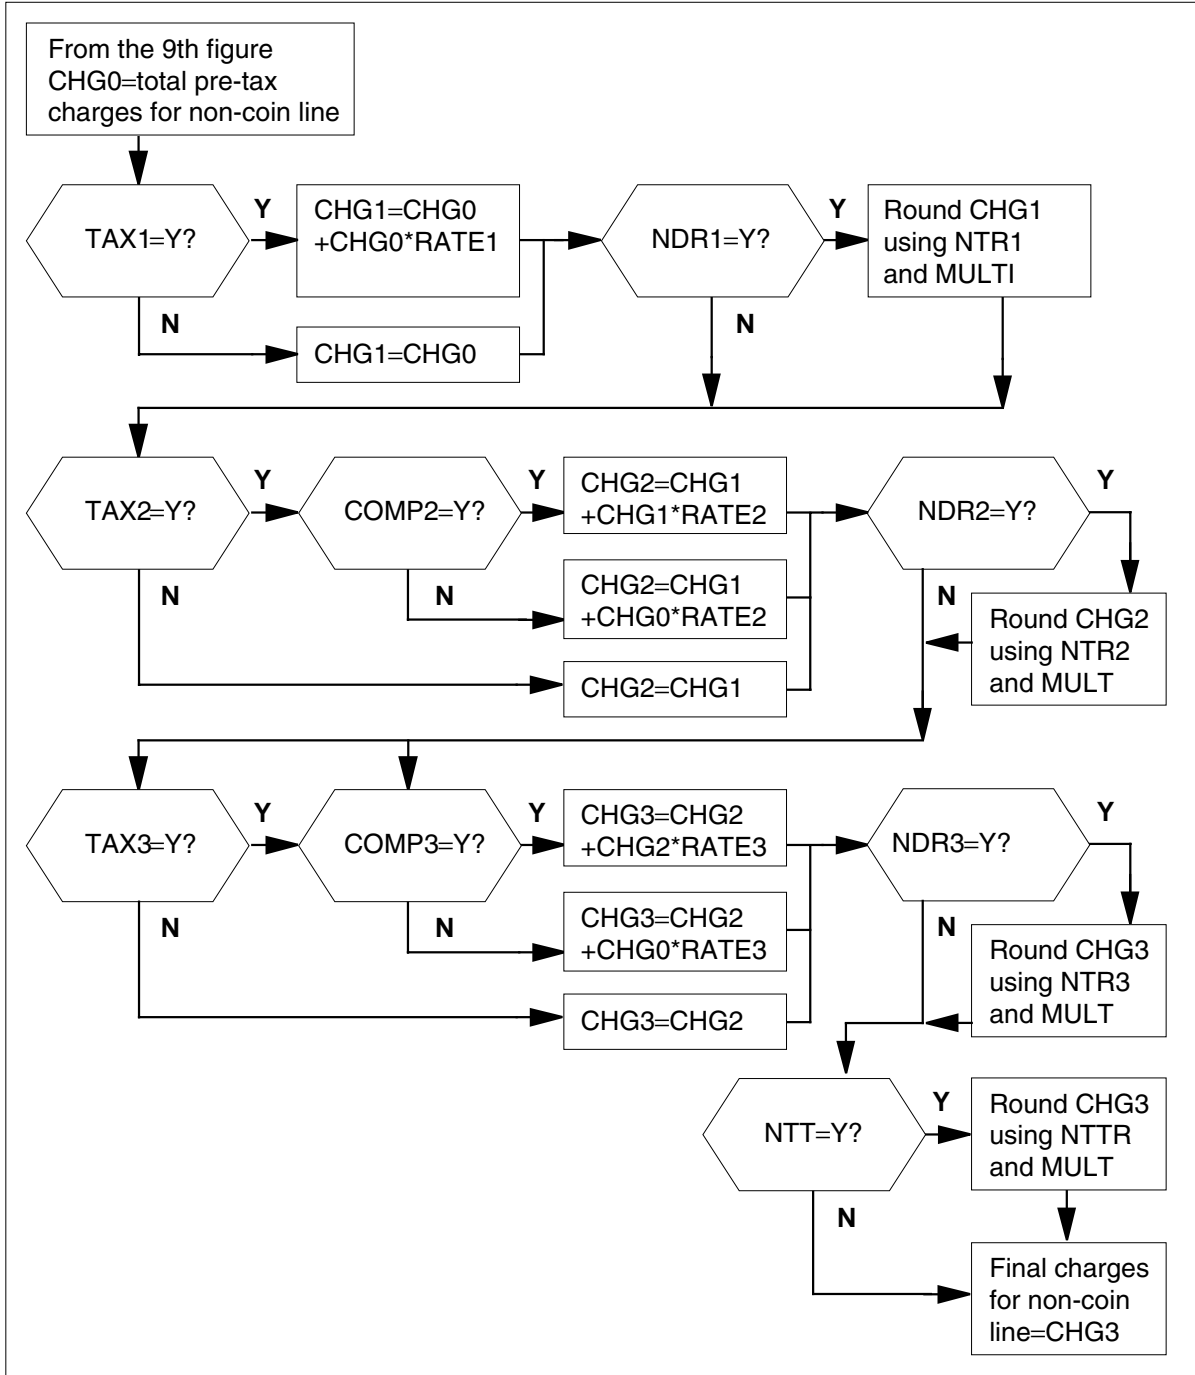 From the 9th figure
CHG0=total pre-tax
charges for non-coin line
TAX1=Y?
Y
CHG1=CHG0
+CHG0*RATE1
N
CHG1=CHG0
NDR1=Y?
Y
Round CHG1
using NTR1
and MULTI
N
TAX2=Y?
Y
COMP2=Y?
Y
CHG2=CHG1
+CHG1*RATE2
N
CHG2=CHG1
+CHG0*RATE2
N
CHG2=CHG1
NDR2=Y?
Y
N
Round CHG2
using NTR2
and MULT
TAX3=Y?
Y
COMP3=Y?
Y
CHG3=CHG2
+CHG2*RATE3
N
CHG3=CHG2
+CHG0*RATE3
N
CHG3=CHG2
NDR3=Y?
Y
N
Round CHG3
using NTR3
and MULT
NTT=Y?
Y
Round CHG3
using NTTR
and MULT
N
Final charges
for non-coin
line=CHG3